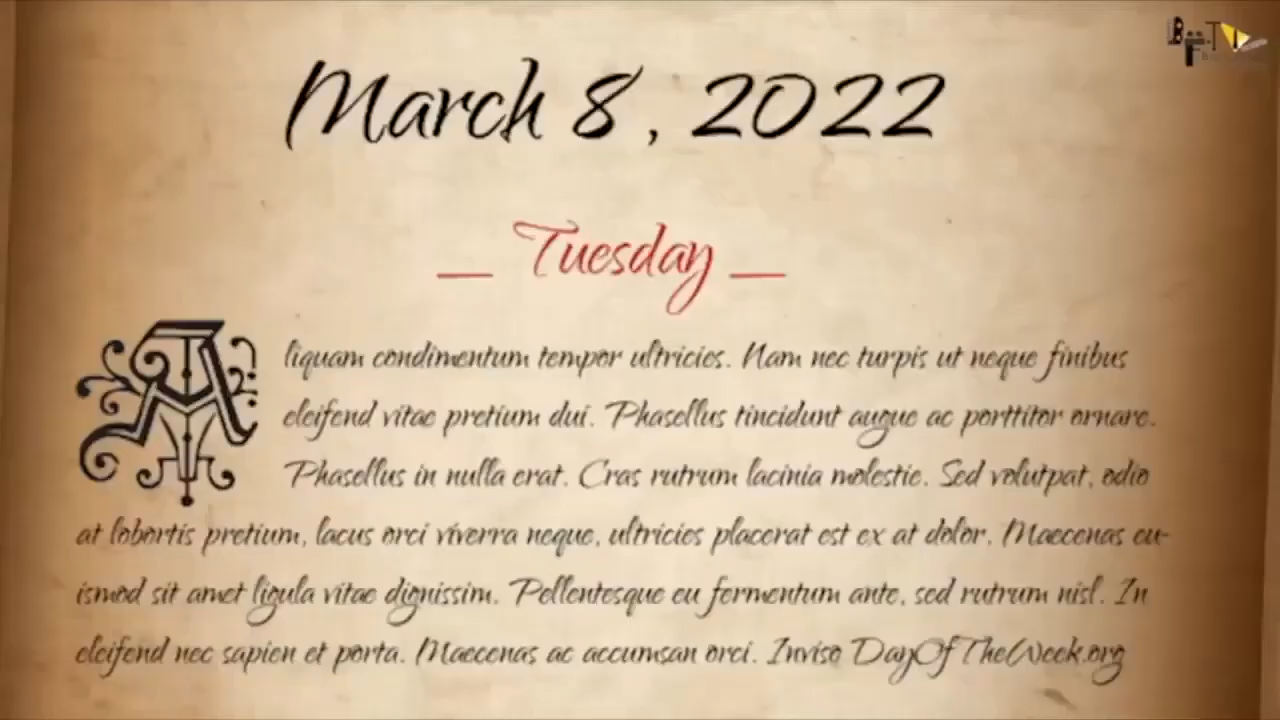 March 8, 2022
_ Tuesday _
Aliquam condimentum tempor ultricies. Nam nec turpis ut neque finibus
eleifend vitae pretium dui. Phasellus tincidunt augue ac porttitor ornare.
Phasellus in nulla erat. Cras rutrum lacinia molestie. Sed volutpat, odio
at lobortis pretium, lacus orci viverra neque, ultricies placerat est ex at dolor. Maecenas eu-
ismod sit amet ligula vitae dignissim. Pellentesque eu fermentum ante, sed rutrum nisl. In
eleifend nec sapien et porta. Maecenas ac accumsan orci. Inviso DayOfTheWeek.org